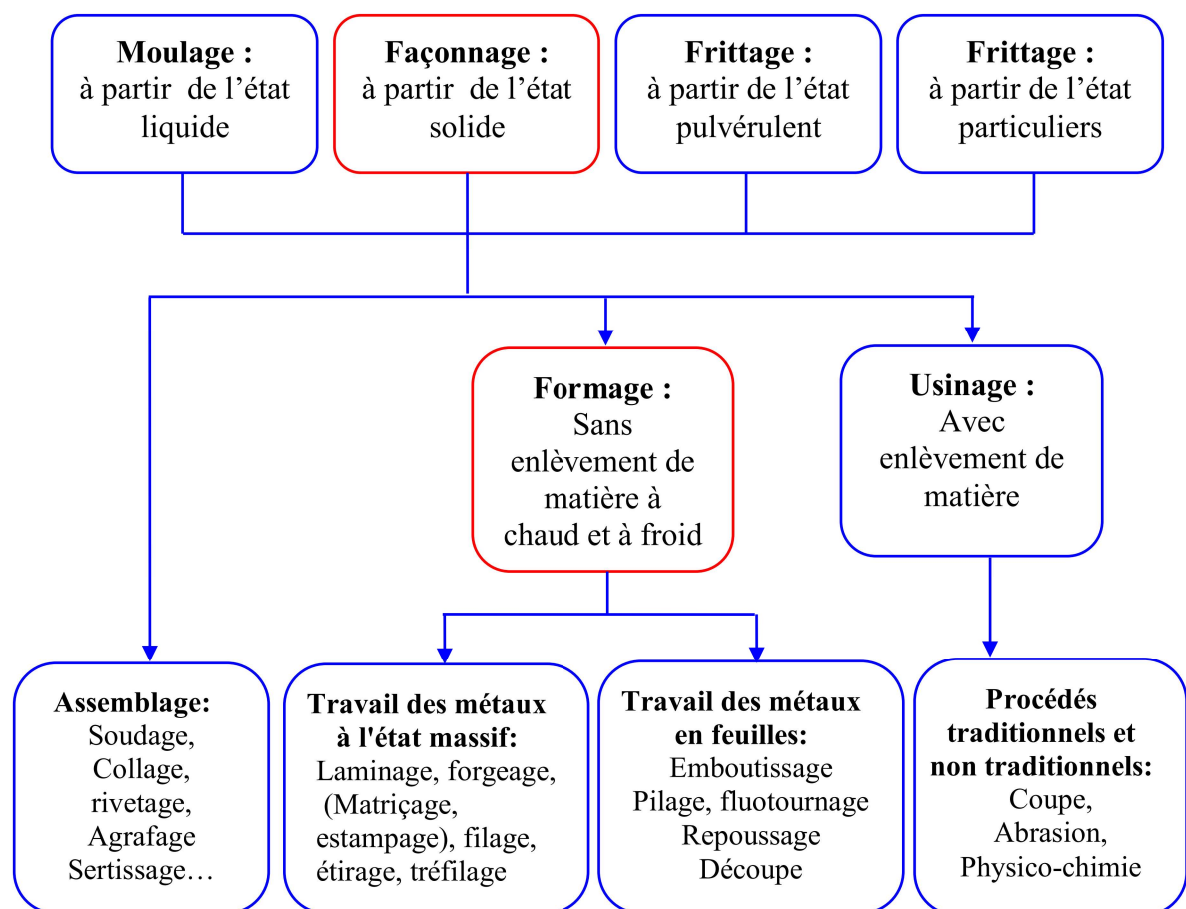 Moulage :
à partir de l’état
liquide
Façonnage :
à partir de l’état
solide
Frittage :
à partir de l’état
pulvérulent
Frittage :
à partir de l’état
particuliers
Formage :
Sans
enlèvement de
matière à
chaud et à froid
Usinage :
Avec
enlèvement de
matière
Assemblage:
Soudage,
Collage,
rivetage,
Agrafage
Sertissage…
Travail des métaux
à l'état massif:
Laminage, forgeage,
(Matriçage,
estampage), filage,
étirage, tréfilage
Travail des métaux
en feuilles:
Emboutissage
Pilage, fluotournage
Repoussage
Découpe
Procédés
traditionnels et
non traditionnels:
Coupe,
Abrasion,
Physico-chimie